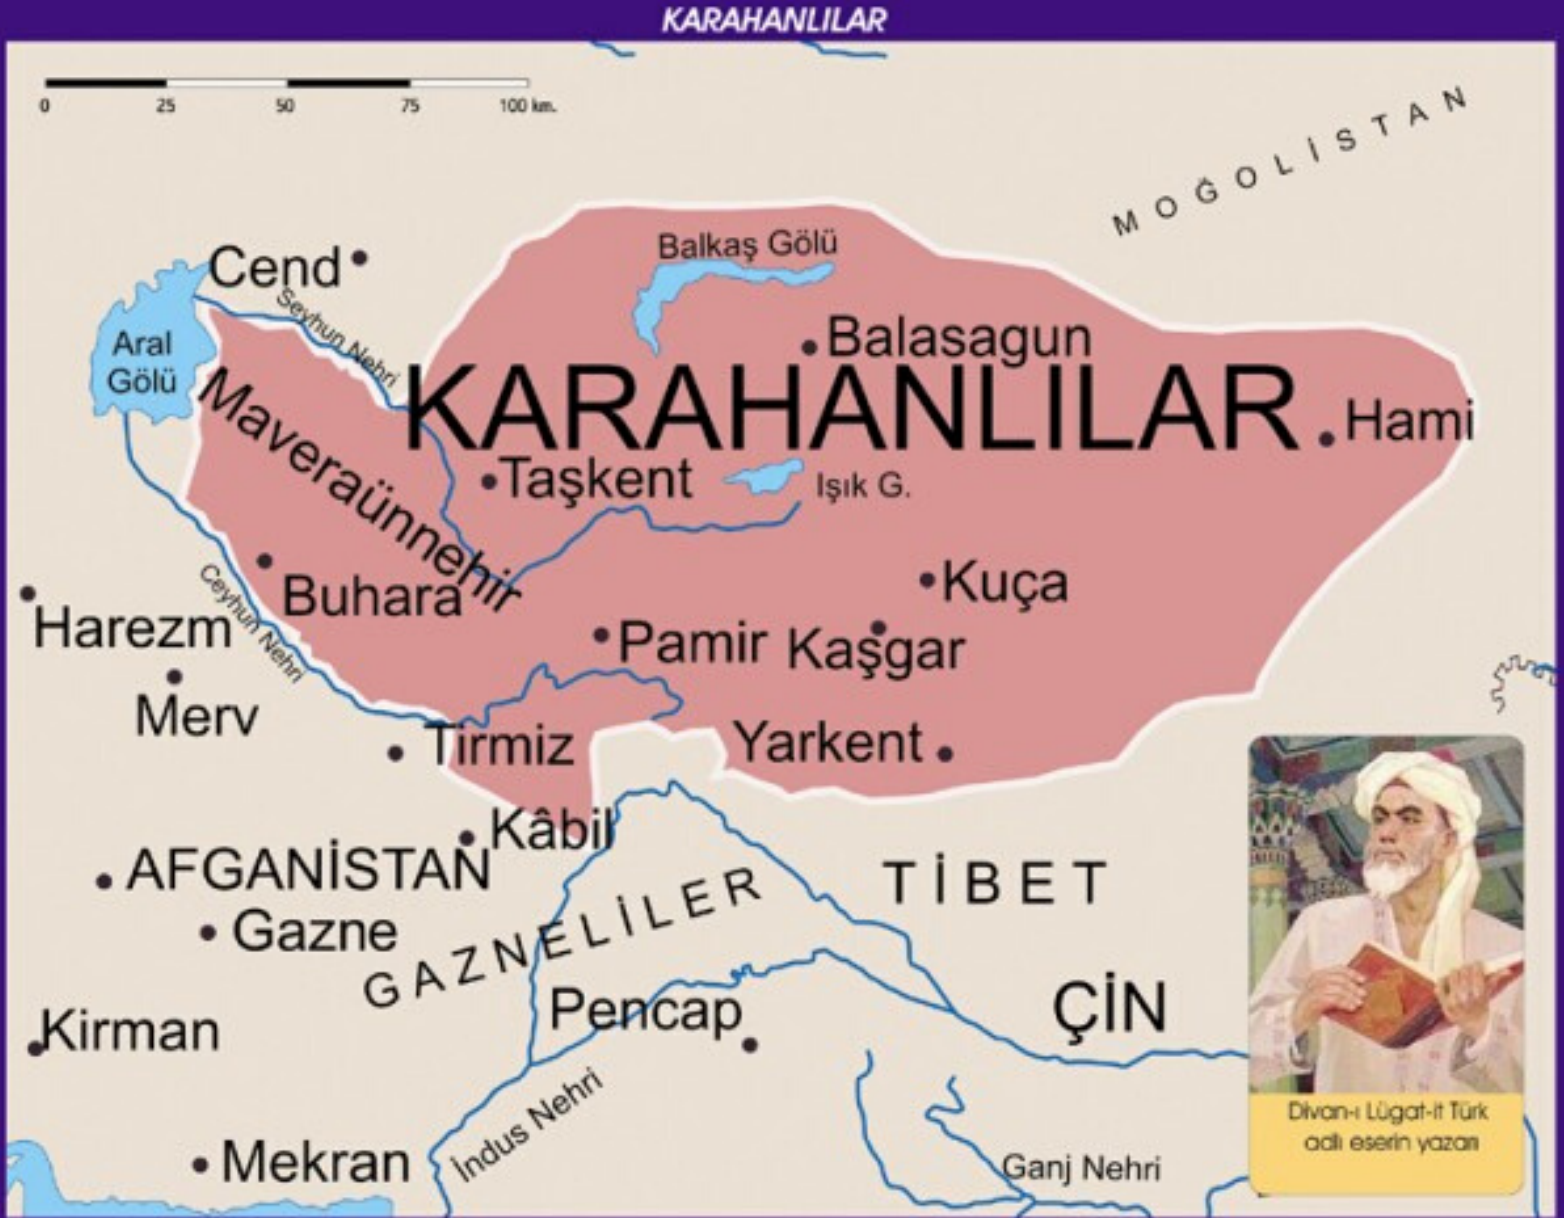 KARAHANLILAR
0 25 50 75 100 km.
MOĞOLİSTAN
Balkaş Gölü
Cend
Seyhun Nehri
Aral
Gölü
Balasagun
KARAHANLILAR
Hami
Maveraünnehir
Taşkent
Işık G.
Buhara
Kuça
Ceyhun Nehri
Harezm
Pamir
Kaşgar
Merv
Tirmiz
Yarkent
Kâbil
AFGANİSTAN
TİBET
Gazne
GAZNELİLER
Pencap
ÇİN
Kirman
İndus Nehri
Mekran
Ganj Nehri
Divan-ı Lügat-it Türk
adlı eserin yazarı